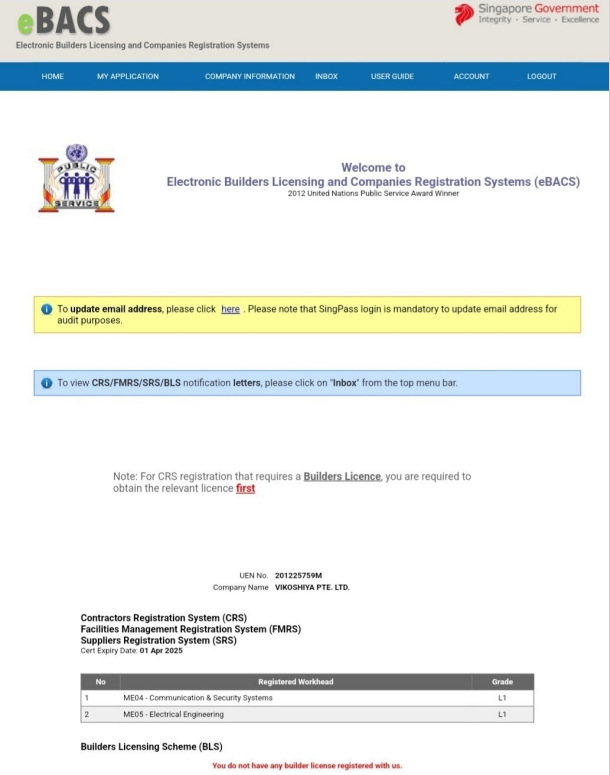 eBACS
Electronic Builders Licensing and Companies Registration Systems
Singapore Government
Integrity · Service · Excellence
HOME MY APPLICATION COMPANY INFORMATION INBOX USER GUIDE ACCOUNT LOGOUT
PUBLIC
SERVICE
Welcome to
Electronic Builders Licensing and Companies Registration Systems (eBACS)
2012 United Nations Public Service Award Winner
To update email address, please click here . Please note that SingPass login is mandatory to update email address for
audit purposes.
To view CRS/FMRS/SRS/BLS notification letters, please click on "Inbox" from the top menu bar.
Note: For CRS registration that requires a Builders Licence, you are required to
obtain the relevant licence first
UEN No. 201225759M
Company Name VIKOSHIYA PTE. LTD.
Contractors Registration System (CRS)
Facilities Management Registration System (FMRS)
Suppliers Registration System (SRS)
Cert Expiry Date: 01 Apr 2025
No Registered Workhead Grade
1 ME04 - Communication & Security Systems L1
2 ME05 - Electrical Engineering L1
Builders Licensing Scheme (BLS)
You do not have any builder license registered with us.